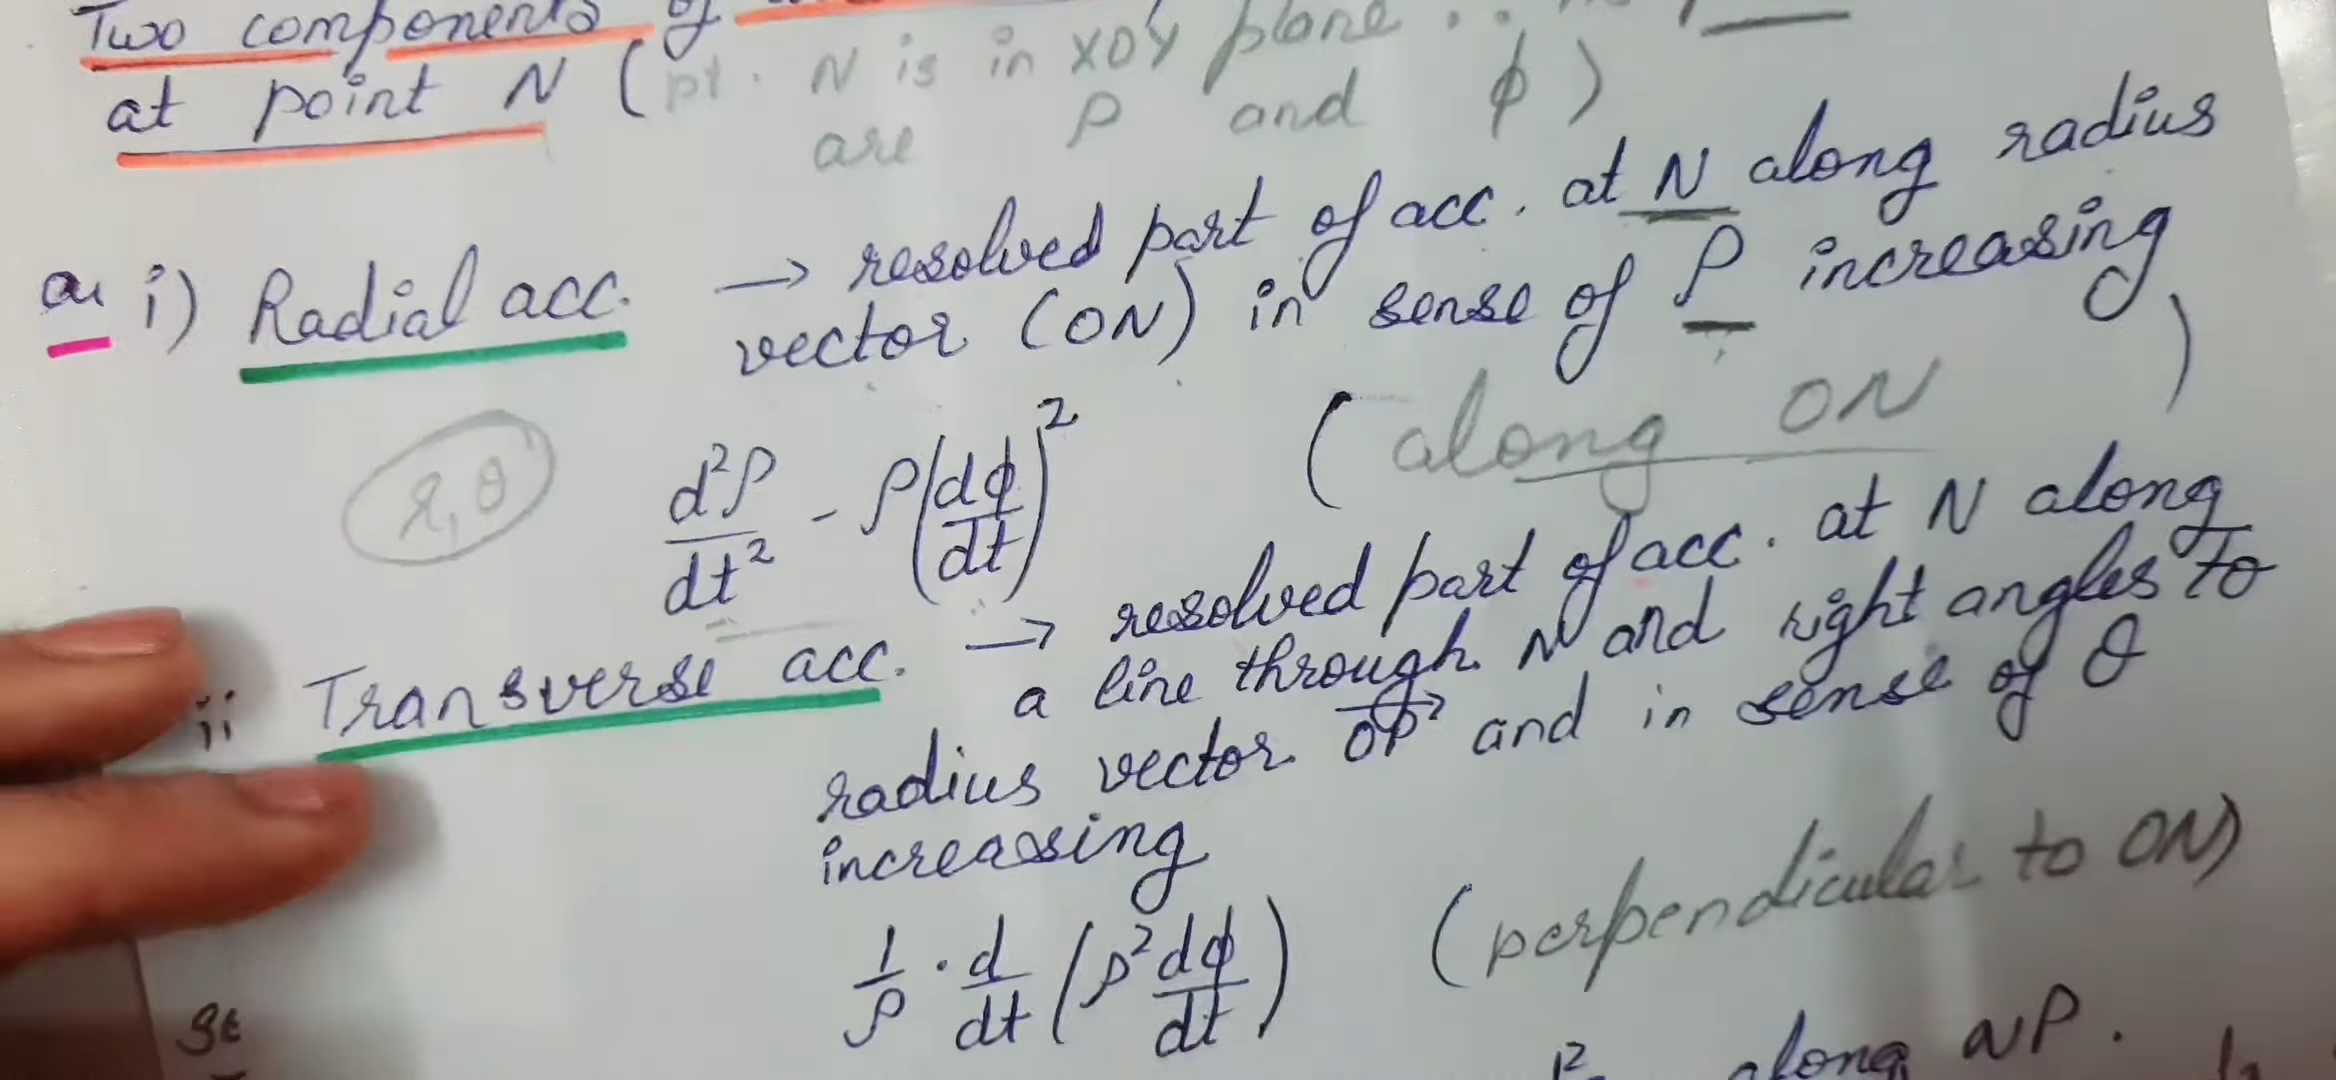 Two components of
at point N (pt. N is in XOY plane ∴
are ρ and ϕ)
a₁ i) Radial acc. → resolved part of acc. at N along radius
vector (ON) in sense of ρ increasing
(along ON)
r, θ
d²ρ/dt² - ρ(dϕ/dt)²
ii Transverse acc. → resolved part of acc. at N along
a line through N and right angles to
radius vector OP and in sense of θ
increasing
1/ρ · d/dt (ρ² dϕ/dt) (perpendicular to ON)
along NP.